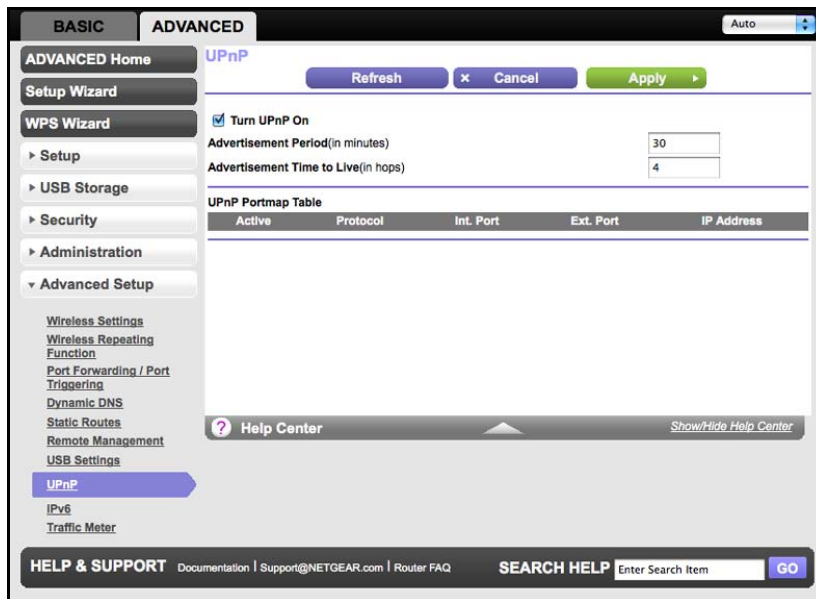 BASIC
ADVANCED
Auto
ADVANCED Home
Setup Wizard
WPS Wizard
Setup
USB Storage
Security
Administration
Advanced Setup
Wireless Settings
Wireless Repeating
Function
Port Forwarding / Port
Triggering
Dynamic DNS
Static Routes
Remote Management
USB Settings
UPnP
IPv6
Traffic Meter
UPnP
Refresh
× Cancel
Apply
Turn UPnP On
Advertisement Period(in minutes) 30
Advertisement Time to Live(in hops) 4
UPnP Portmap Table
Active Protocol Int. Port Ext. Port IP Address
? Help Center Show/Hide Help Center
HELP & SUPPORT Documentation | Support@NETGEAR.com | Router FAQ SEARCH HELP Enter Search Item GO